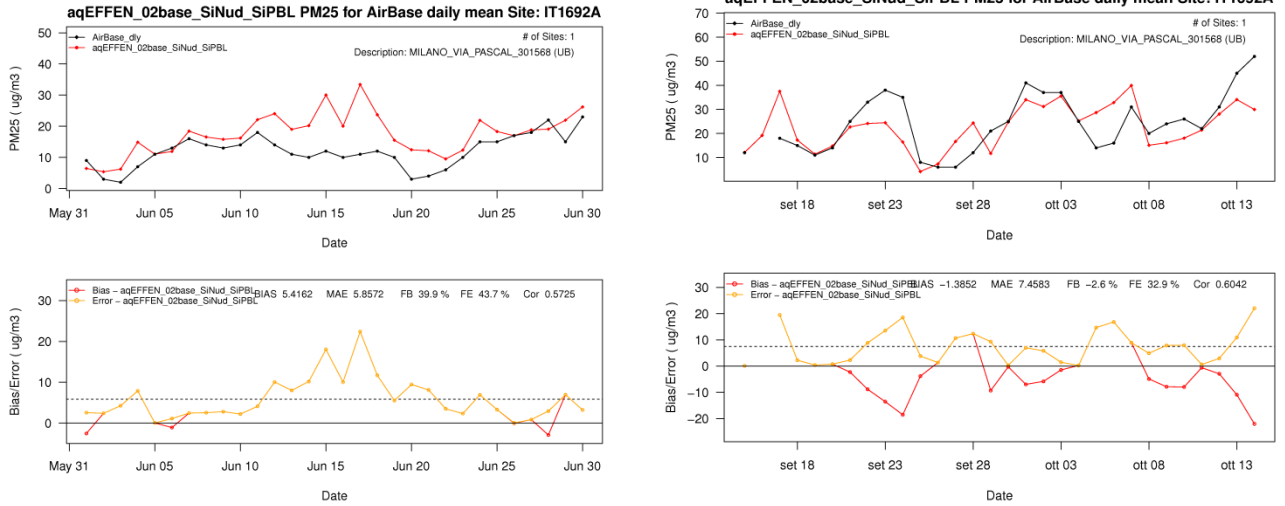 aqEFFEN_02base_SiNud_SiPBL PM25 for AirBase daily mean Site: IT1692A
AirBase_dly
aqEFFEN_02base_SiNud_SiPBL
# of Sites: 1
Description: MILANO_VIA_PASCAL_301568 (UB)
PM25 ( ug/m3 )
50
40
30
20
10
0
May 31
Jun 05
Jun 10
Jun 15
Jun 20
Jun 25
Jun 30
Date
Bias − aqEFFEN_02base_SiNud_SiPBL
Error − aqEFFEN_02base_SiNud_SiPBL
BIAS 5.4162 MAE 5.8572 FB 39.9 % FE 43.7 % Cor 0.5725
Bias/Error ( ug/m3 )
30
20
10
0
May 31
Jun 05
Jun 10
Jun 15
Jun 20
Jun 25
Jun 30
Date
aqEFFEN_02base_SiNud_SiPBL PM25 for AirBase daily mean Site: IT1692A
AirBase_dly
aqEFFEN_02base_SiNud_SiPBL
# of Sites: 1
Description: MILANO_VIA_PASCAL_301568 (UB)
PM25 ( ug/m3 )
70
60
50
40
30
20
10
set 18
set 23
set 28
ott 03
ott 08
ott 13
Date
Bias − aqEFFEN_02base_SiNud_SiPBL
Error − aqEFFEN_02base_SiNud_SiPBL
BIAS −1.3852 MAE 7.4583 FB −2.6 % FE 32.9 % Cor 0.6042
Bias/Error ( ug/m3 )
30
20
10
0
−10
−20
set 18
set 23
set 28
ott 03
ott 08
ott 13
Date